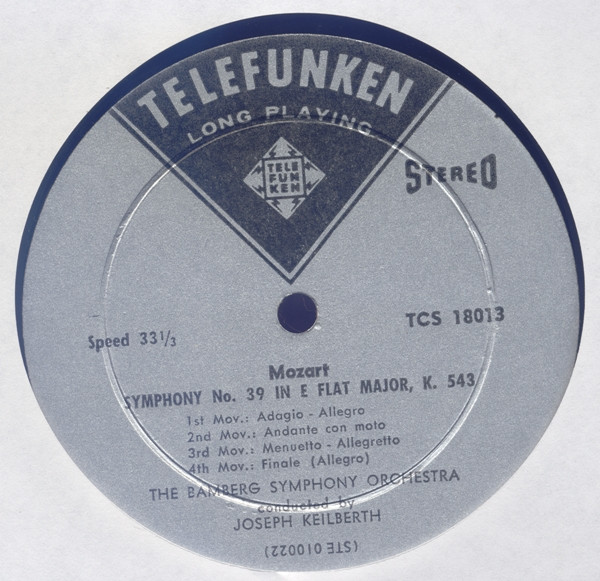 TELEFUNKEN
LONG PLAYING
TELE
FUN
KEN
STEREO
Speed 33 1/3
TCS 18013
Mozart
SYMPHONY No. 39 IN E FLAT MAJOR, K. 543
1st Mov.: Adagio - Allegro
2nd Mov.: Andante con moto
3rd Mov.: Menuetto - Allegretto
4th Mov.: Finale (Allegro)
THE BAMBERG SYMPHONY ORCHESTRA
conducted by
JOSEPH KEILBERTH
(STE 010022)